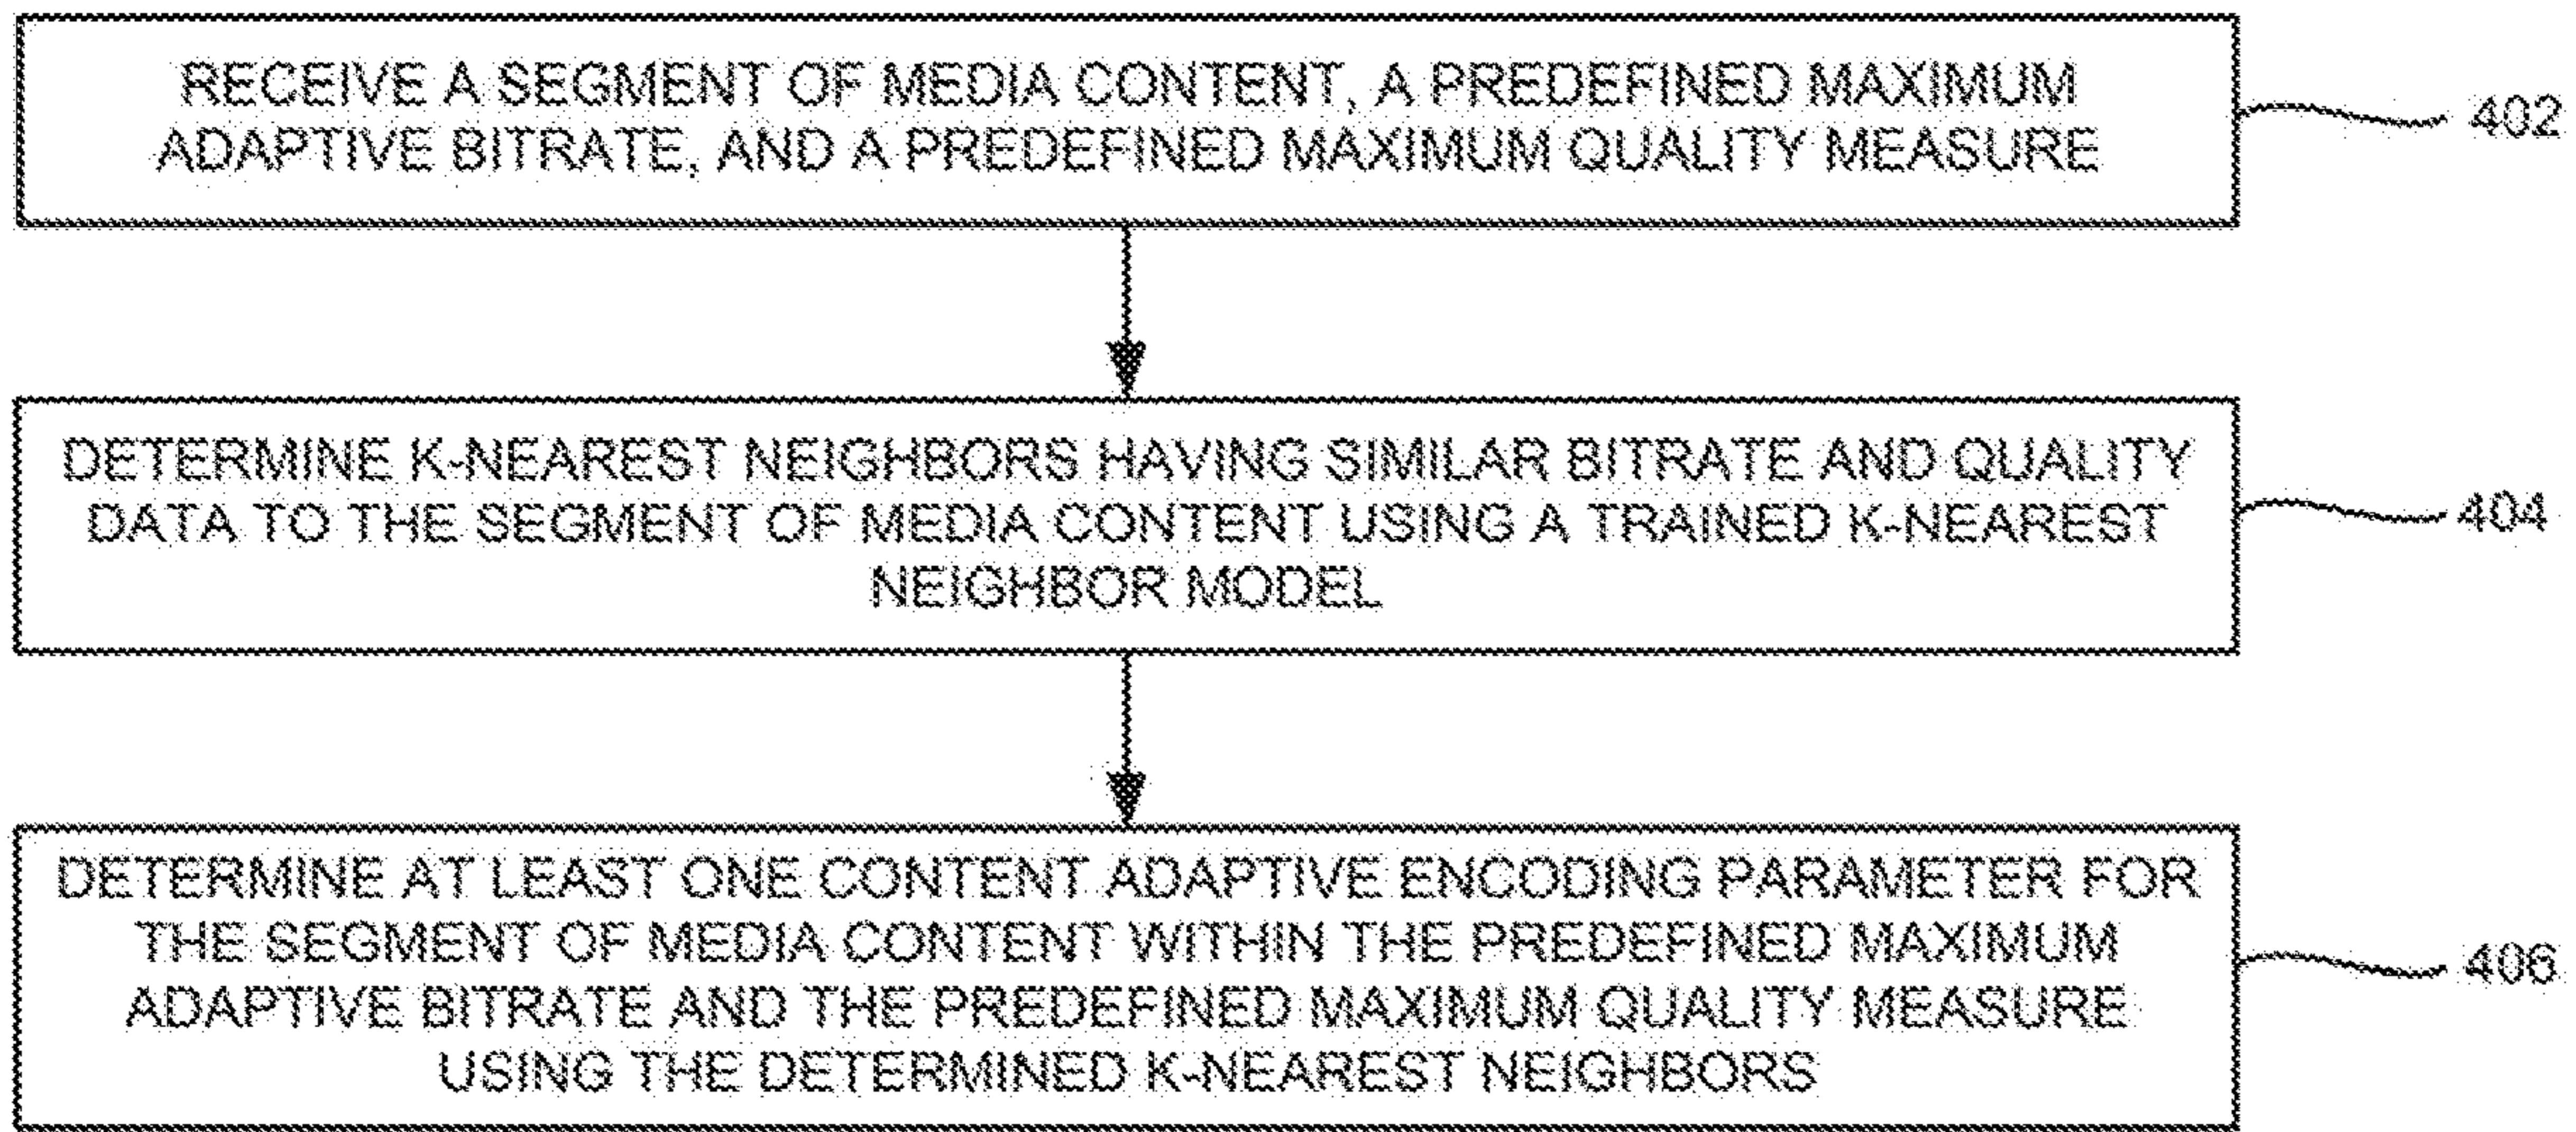 RECEIVE A SEGMENT OF MEDIA CONTENT, A PREDEFINED MAXIMUM
ADAPTIVE BITRATE, AND A PREDEFINED MAXIMUM QUALITY MEASURE
402
DETERMINE K-NEAREST NEIGHBORS HAVING SIMILAR BITRATE AND QUALITY
DATA TO THE SEGMENT OF MEDIA CONTENT USING A TRAINED K-NEAREST
NEIGHBOR MODEL
404
DETERMINE AT LEAST ONE CONTENT ADAPTIVE ENCODING PARAMETER FOR
THE SEGMENT OF MEDIA CONTENT WITHIN THE PREDEFINED MAXIMUM
ADAPTIVE BITRATE AND THE PREDEFINED MAXIMUM QUALITY MEASURE
USING THE DETERMINED K-NEAREST NEIGHBORS
406